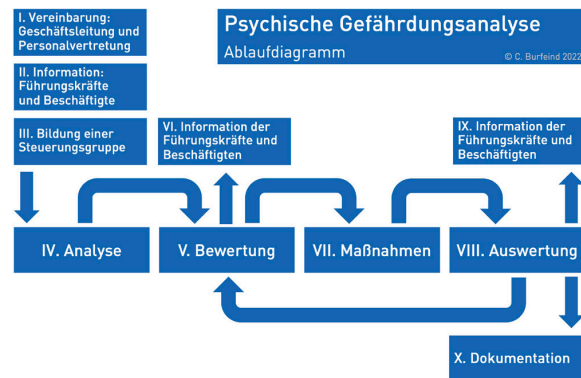 I. Vereinbarung:
Geschäftsleitung und
Personalvertretung
Psychische Gefährdungsanalyse
Ablaufdiagramm
© C. Burfeind 2022
II. Information:
Führungskräfte
und Beschäftigte
III. Bildung einer
Steuerungsgruppe
VI. Information der
Führungskräfte und
Beschäftigten
IX. Information der
Führungskräfte und
Beschäftigten
IV. Analyse
V. Bewertung
VII. Maßnahmen
VIII. Auswertung
X. Dokumentation